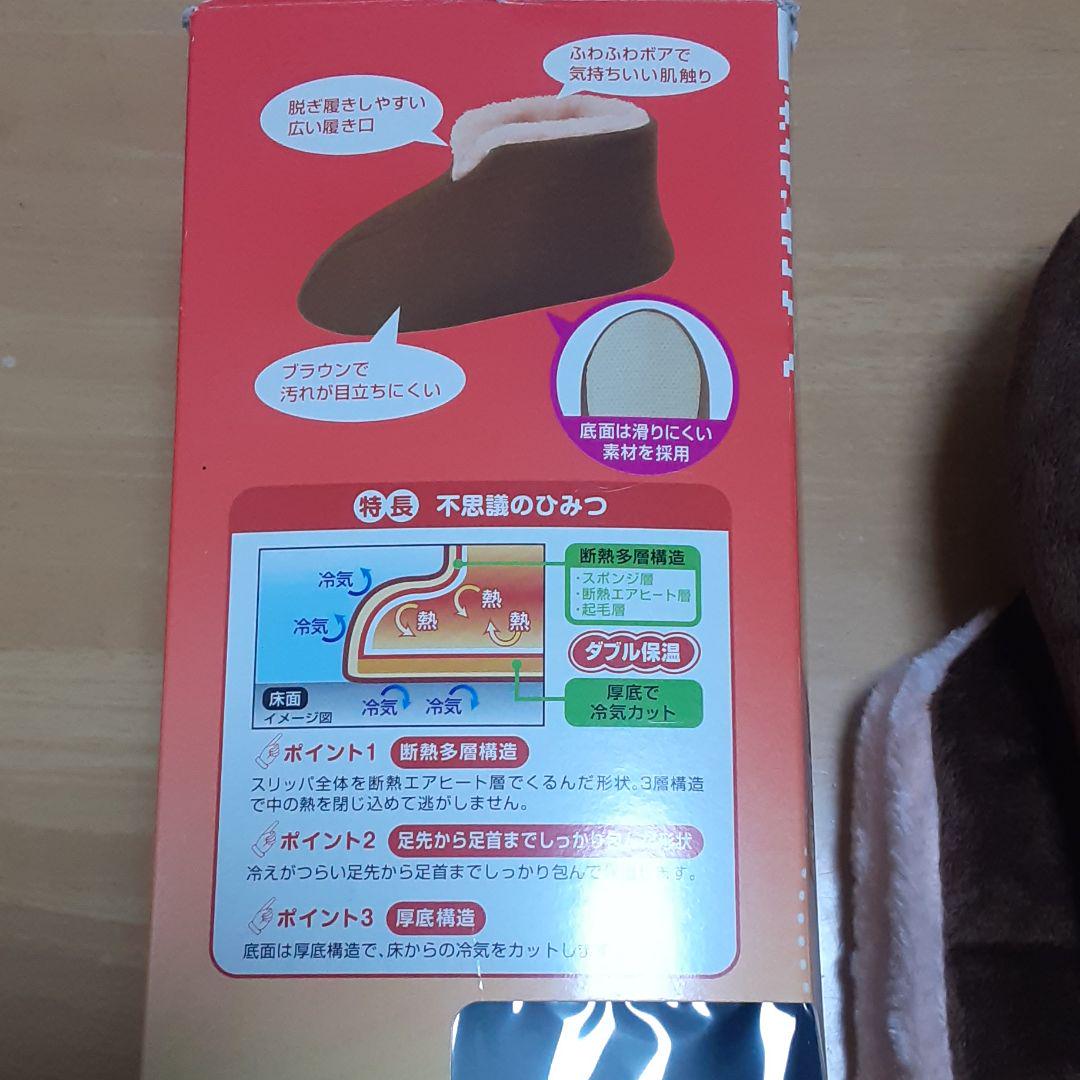 ふわふわボアで
気持ちいい肌触り
脱ぎ履きしやすい
広い履き口
ブラウンで
汚れが目立ちにくい
底面は滑りにくい
素材を採用
特長 不思議のひみつ
冷気
冷気
熱
熱
熱
断熱多層構造
・スポンジ層
・断熱エアヒート層
・起毛層
ダブル保温
厚底で
冷気カット
床面
イメージ図
冷気 冷気
ポイント1 断熱多層構造
スリッパ全体を断熱エアヒート層でくるんだ形状。3層構造
で中の熱を閉じ込めて逃がしません。
ポイント2 足先から足首までしっかり包んだ形状
冷えがつらい足先から足首までしっかり包んで ます。
ポイント3 厚底構造
底面は厚底構造で、床からの冷気をカットします